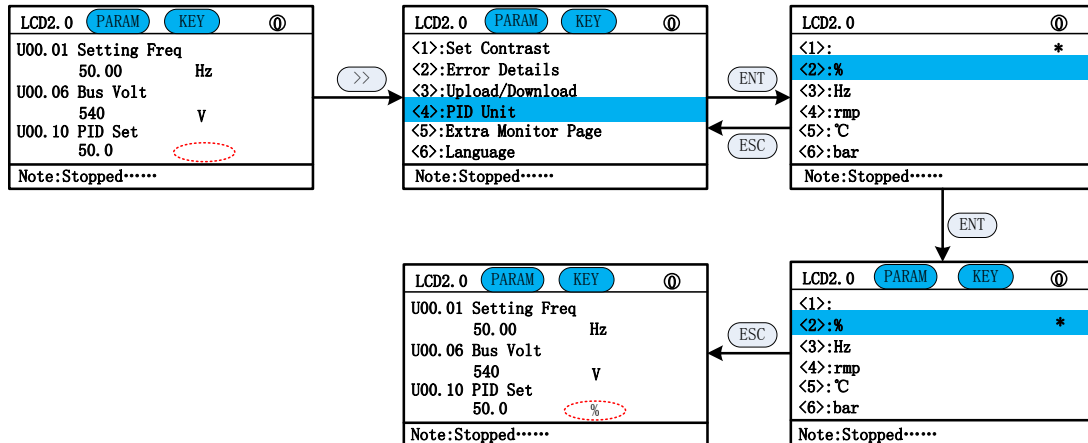 LCD2.0 PARAM KEY
U00.01 Setting Freq
50.00 Hz
U00.06 Bus Volt
540 V
U00.10 PID Set
50.0
Note:Stopped······
>>
LCD2.0 PARAM KEY
<1>:Set Contrast
<2>:Error Details
<3>:Upload/Download
<4>:PID Unit
<5>:Extra Monitor Page
<6>:Language
Note:Stopped······
ENT
ESC
LCD2.0
<1>: *
<2>:%
<3>:Hz
<4>:rmp
<5>:℃
<6>:bar
Note:Stopped······
ENT
LCD2.0 PARAM KEY
<1>:
<2>:% *
<3>:Hz
<4>:rmp
<5>:℃
<6>:bar
Note:Stopped······
ESC
LCD2.0 PARAM KEY
U00.01 Setting Freq
50.00 Hz
U00.06 Bus Volt
540 V
U00.10 PID Set
50.0 %
Note:Stopped······